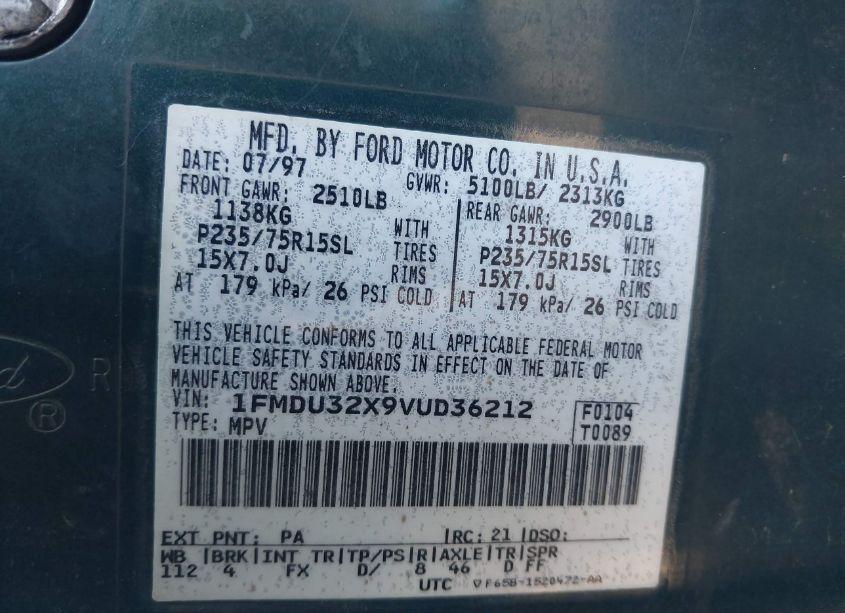 MFD. BY FORD MOTOR CO. IN U.S.A.
DATE: 07/97 GVWR: 5100LB/ 2313KG
FRONT GAWR: 2510LB REAR GAWR: 2900LB
1138KG WITH 1315KG WITH
P235/75R15SL TIRES P235/75R15SL TIRES
15X7.0J RIMS 15X7.0J RIMS
AT 179 kPa/ 26 PSI COLD AT 179 kPa/ 26 PSI COLD
THIS VEHICLE CONFORMS TO ALL APPLICABLE FEDERAL MOTOR
VEHICLE SAFETY STANDARDS IN EFFECT ON THE DATE OF
MANUFACTURE SHOWN ABOVE.
VIN: 1FMDU32X9VUD36212 F0104
TYPE: MPV T0089
EXT PNT: PA |RC: 21 |DSO:
WB |BRK|INT TR|TP/PS|R|AXLE|TR|SPR
112 4 FX D/ 8 46 D FF
UTC F65B-1520472-AA
R
®